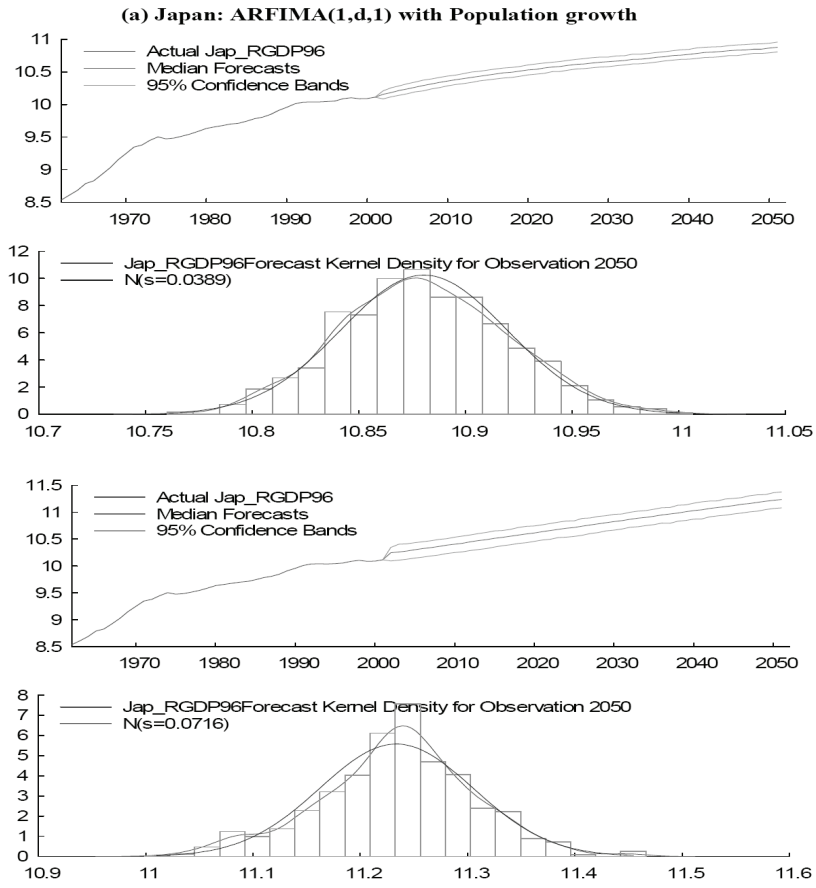 (a) Japan: ARFIMA(1,d,1) with Population growth
11
10.5
10
9.5
9
8.5
Actual Jap_RGDP96
Median Forecasts
95% Confidence Bands
1970 1980 1990 2000 2010 2020 2030 2040 2050
12
10
8
6
4
2
0
Jap_RGDP96Forecast Kernel Density for Observation 2050
N(s=0.0389)
10.7 10.75 10.8 10.85 10.9 10.95 11 11.05
11.5
11
10.5
10
9.5
9
8.5
Actual Jap_RGDP96
Median Forecasts
95% Confidence Bands
1970 1980 1990 2000 2010 2020 2030 2040 2050
8
7
6
5
4
3
2
1
0
Jap_RGDP96Forecast Kernel Density for Observation 2050
N(s=0.0716)
10.9 11 11.1 11.2 11.3 11.4 11.5 11.6